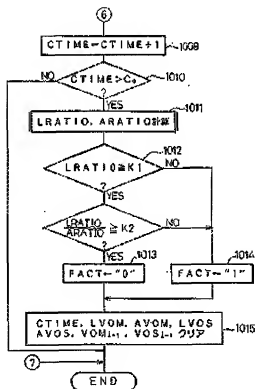 ⑥
CTIME←CTIME+1
1009
CTIME>C₀
1010
NO
?
YES
1011
LRATIO, ARATIO計算
1012
LRATIO≧K1
NO
?
YES
LRATIO/ARATIO ≧ K2
NO
?
YES
1013
1014
FACT←"0"
FACT←"1"
CTIME, LVOM, AVOM, LVOS
AVOS, VOMi-1, VOSi-1 クリア
1015
⑦
END